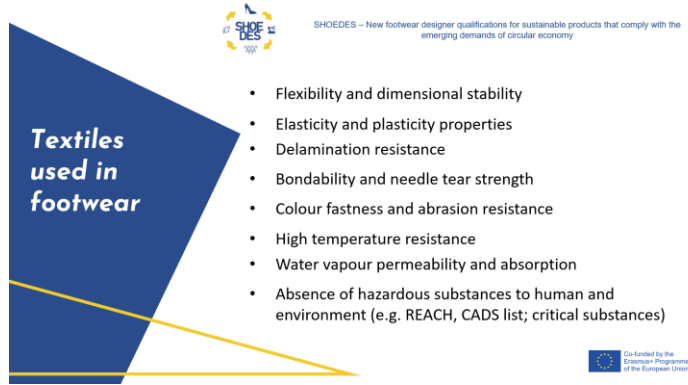 SHOE
DES
SHOEDES – New footwear designer qualifications for sustainable products that comply with the
emerging demands of circular economy
Textiles
used in
footwear
• Flexibility and dimensional stability
• Elasticity and plasticity properties
• Delamination resistance
• Bondability and needle tear strength
• Colour fastness and abrasion resistance
• High temperature resistance
• Water vapour permeability and absorption
• Absence of hazardous substances to human and
environment (e.g. REACH, CADS list; critical substances)
Co-funded by the
Erasmus+ Programme
of the European Union